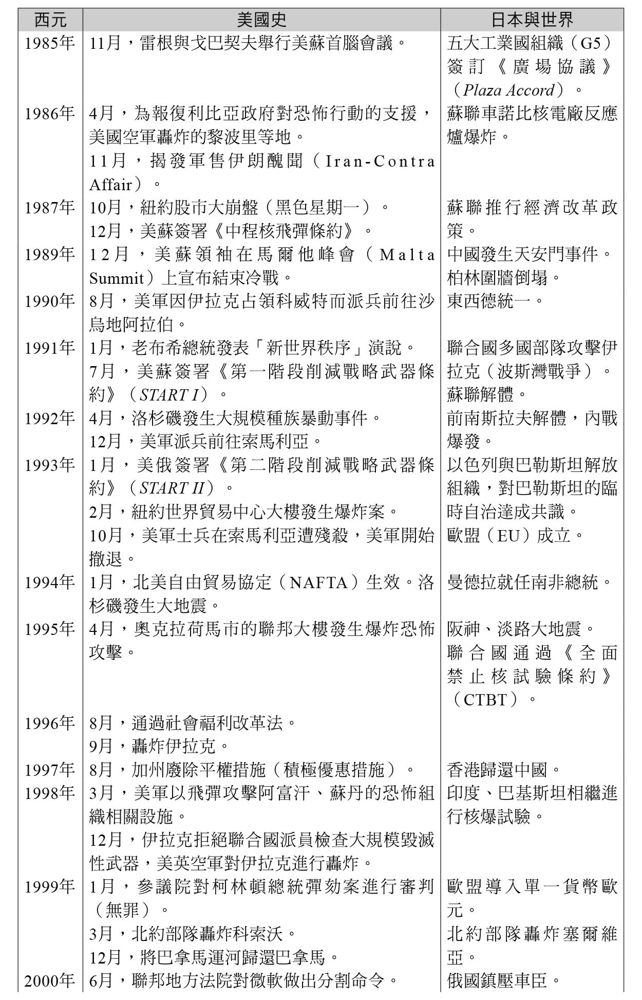 西元 美國史 日本與世界
1985年 11月，雷根與戈巴契夫舉行美蘇首腦會議。 五大工業國組織（G5）
簽訂《廣場協議》
（Plaza Accord）。
1986年 4月，為報復利比亞政府對恐怖行動的支援， 蘇聯車諾比核電廠反應
美國空軍轟炸的黎波里等地。 爐爆炸。
11月，揭發軍售伊朗醜聞（Iran-Contra
Affair）。
1987年 10月，紐約股市大崩盤（黑色星期一）。 蘇聯推行經濟改革政
12月，美蘇簽署《中程核飛彈條約》。 策。
1989年 12月，美蘇領袖在馬爾他峰會（Malta 中國發生天安門事件。
Summit）上宣布結束冷戰。 柏林圍牆倒塌。
1990年 8月，美軍因伊拉克占領科威特而派兵前往沙 東西德統一。
烏地阿拉伯。
1991年 1月，老布希總統發表「新世界秩序」演說。 聯合國多國部隊攻擊伊
7月，美蘇簽署《第一階段削減戰略武器條 拉克（波斯灣戰爭）。
約》（START I）。 蘇聯解體。
1992年 4月，洛杉磯發生大規模種族暴動事件。 前南斯拉夫解體，內戰
12月，美軍派兵前往索馬利亞。 爆發。
1993年 1月，美俄簽署《第二階段削減戰略武器條 以色列與巴勒斯坦解放
約》（START II）。 組織，對巴勒斯坦的臨
2月，紐約世界貿易中心大樓發生爆炸案。 時自治達成共識。
10月，美軍士兵在索馬利亞遭殘殺，美軍開始 歐盟（EU）成立。
撤退。
1994年 1月，北美自由貿易協定（NAFTA）生效。洛 曼德拉就任南非總統。
杉磯發生大地震。
1995年 4月，奧克拉荷馬市的聯邦大樓發生爆炸恐怖 阪神、淡路大地震。
攻擊。 聯合國通過《全面
禁止核試驗條約》
（CTBT）。
1996年 8月，通過社會福利改革法。
9月，轟炸伊拉克。
1997年 8月，加州廢除平權措施（積極優惠措施）。 香港歸還中國。
1998年 3月，美軍以飛彈攻擊阿富汗、蘇丹的恐怖組 印度、巴基斯坦相繼進
織相關設施。 行核爆試驗。
12月，伊拉克拒絕聯合國派員檢查大規模毀滅
性武器，美英空軍對伊拉克進行轟炸。
1999年 1月，參議院對柯林頓總統彈劾案進行審判 歐盟導入單一貨幣歐
（無罪）。 元。
3月，北約部隊轟炸科索沃。 北約部隊轟炸塞爾維
12月，將巴拿馬運河歸還巴拿馬。 亞。
2000年 6月，聯邦地方法院對微軟做出分割命令。 俄國鎮壓車臣。